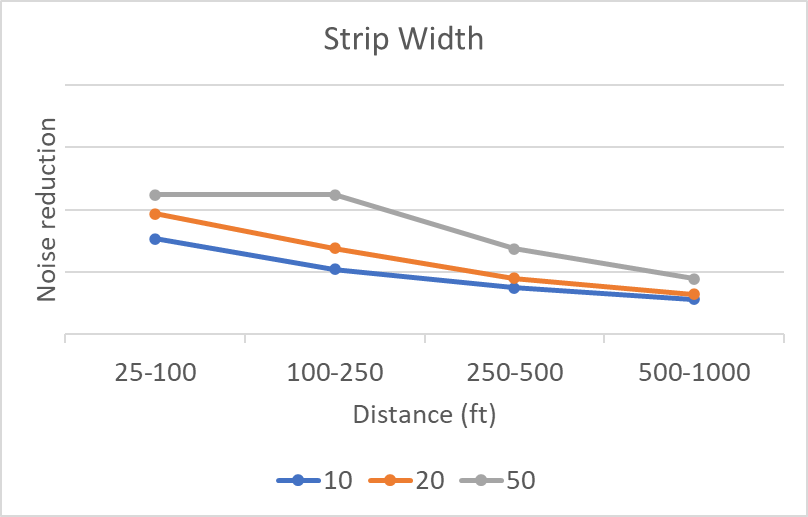 Strip Width
Noise reduction
25-100 100-250 250-500 500-1000
Distance (ft)
10 20 50